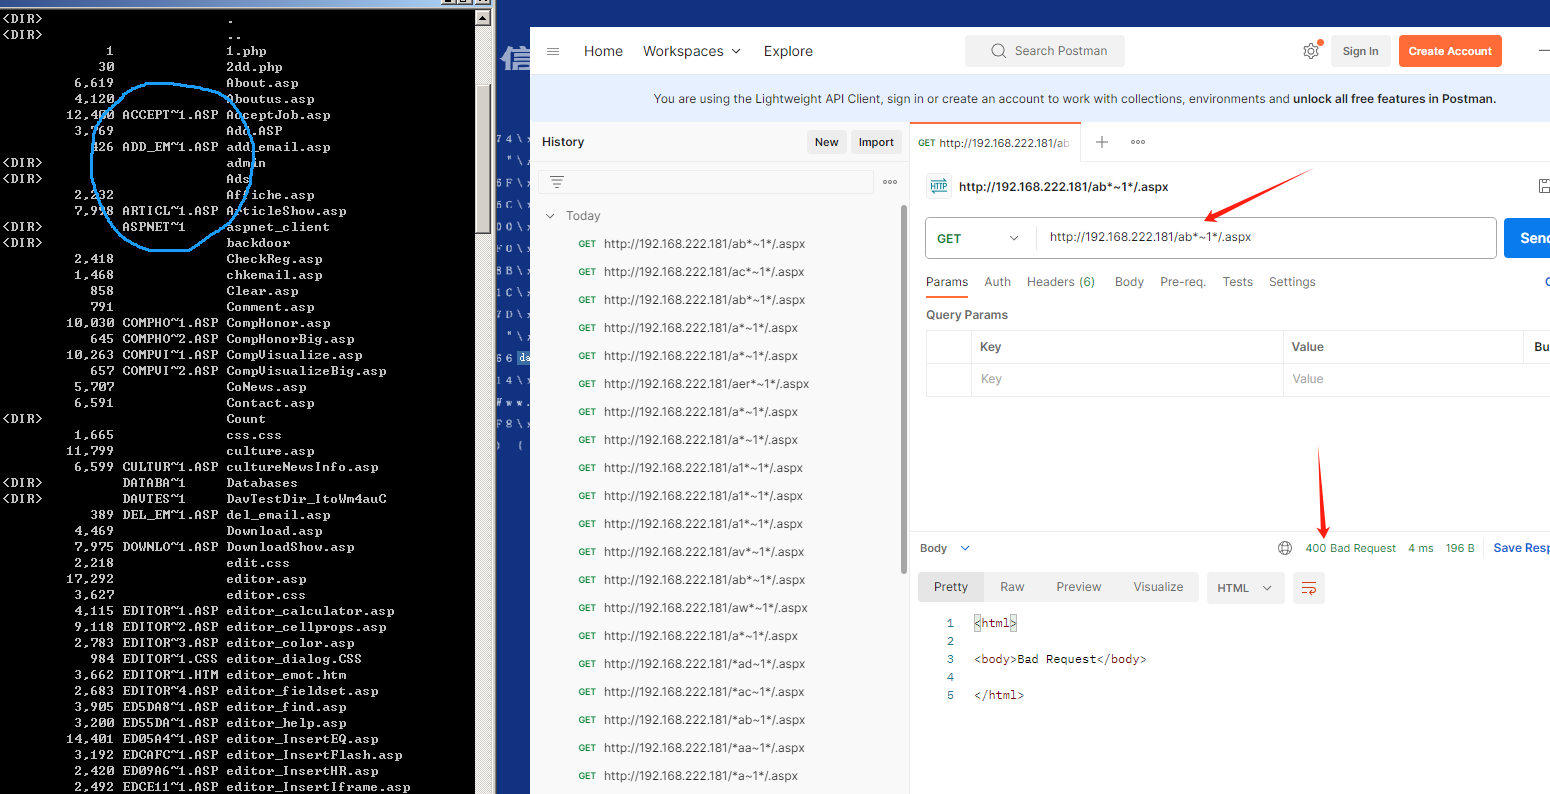 <DIR> .
<DIR> ..
1 1.php
30 2dd.php
6,619 About.asp
4,120 Aboutus.asp
12,400 ACCEPT~1.ASP AcceptJob.asp
3,769 Add.ASP
426 ADD_EM~1.ASP add_email.asp
<DIR> admin
<DIR> Ads
2,232 Affiche.asp
7,998 ARTICL~1.ASP ArticleShow.asp
<DIR> ASPNET~1 aspnet_client
<DIR> backdoor
2,418 CheckReg.asp
1,468 chkemail.asp
858 Clear.asp
791 Comment.asp
10,030 COMPHO~1.ASP CompHonor.asp
645 COMPHO~2.ASP CompHonorBig.asp
10,263 COMPVI~1.ASP CompVisualize.asp
657 COMPVI~2.ASP CompVisualizeBig.asp
5,707 CoNews.asp
6,591 Contact.asp
<DIR> Count
1,665 css.css
11,799 culture.asp
6,599 CULTUR~1.ASP cultureNewsInfo.asp
<DIR> DATABA~1 Databases
<DIR> DAVTES~1 DavTestDir_ItoWm4auC
389 DEL_EM~1.ASP del_email.asp
4,469 Download.asp
7,975 DOWNLO~1.ASP DownloadShow.asp
2,218 edit.css
17,292 editor.asp
3,627 editor.css
4,115 EDITOR~1.ASP editor_calculator.asp
9,118 EDITOR~2.ASP editor_cellprops.asp
2,783 EDITOR~3.ASP editor_color.asp
984 EDITOR~1.CSS editor_dialog.CSS
3,662 EDITOR~1.HTM editor_emot.htm
2,683 EDITOR~4.ASP editor_fieldset.asp
3,905 ED5DA8~1.ASP editor_find.asp
3,200 ED55DA~1.ASP editor_help.asp
14,401 ED05A4~1.ASP editor_InsertEQ.asp
3,192 EDCAFC~1.ASP editor_InsertFlash.asp
2,420 ED09A6~1.ASP editor_InsertHR.asp
2,492 EDCE11~1.ASP editor_InsertIframe.asp
信
74\x
"\x
6F\x
6C\x
00\x
F0\x
8B\x
1C\x
7D\x
"\x
66 da
14\x
Www.
F8\x
) {
Home Workspaces Explore
Search Postman
Sign In Create Account
You are using the Lightweight API Client, sign in or create an account to work with collections, environments and unlock all free features in Postman.
History New Import
Today
GET http://192.168.222.181/ab*~1*/.aspx
GET http://192.168.222.181/ac*~1*/.aspx
GET http://192.168.222.181/ab*~1*/.aspx
GET http://192.168.222.181/a*~1*/.aspx
GET http://192.168.222.181/a*~1*/.aspx
GET http://192.168.222.181/aer*~1*/.aspx
GET http://192.168.222.181/a*~1*/.aspx
GET http://192.168.222.181/a*~1*/.aspx
GET http://192.168.222.181/a1*~1*/.aspx
GET http://192.168.222.181/a1*~1*/.aspx
GET http://192.168.222.181/a1*~1*/.aspx
GET http://192.168.222.181/av*~1*/.aspx
GET http://192.168.222.181/ab*~1*/.aspx
GET http://192.168.222.181/aw*~1*/.aspx
GET http://192.168.222.181/a*~1*/.aspx
GET http://192.168.222.181/*ad~1*/.aspx
GET http://192.168.222.181/*ac~1*/.aspx
GET http://192.168.222.181/*ab~1*/.aspx
GET http://192.168.222.181/*aa~1*/.aspx
GET http://192.168.222.181/*a~1*/.aspx
GET http://192.168.222.181/ab
HTTP http://192.168.222.181/ab*~1*/.aspx
GET http://192.168.222.181/ab*~1*/.aspx Send
Params Auth Headers (6) Body Pre-req. Tests Settings
Query Params
Key Value Bu
Key Value
Body 400 Bad Request 4 ms 196 B Save Resp
Pretty Raw Preview Visualize HTML
1 <html>
2
3 <body>Bad Request</body>
4
5 </html>